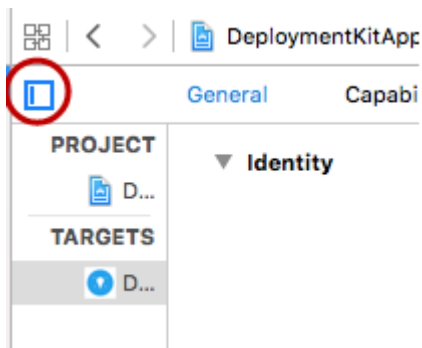 DeploymentKitApp
General Capabi
PROJECT
Identity
D...
TARGETS
D...